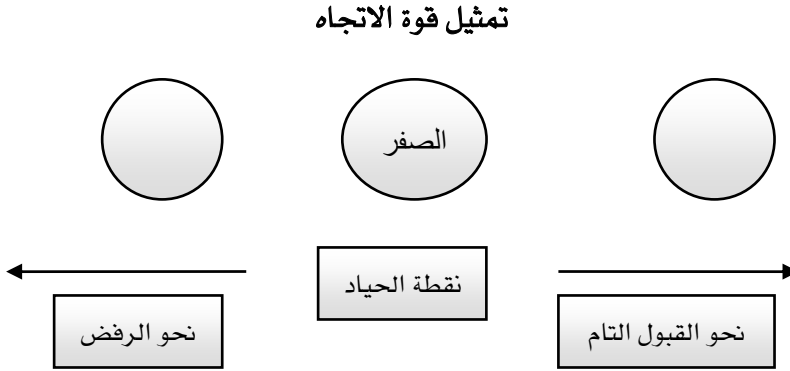 تمثيل قوة الاتجاه
الصفر
نقطة الحياد
نحو القبول التام
نحو الرفض